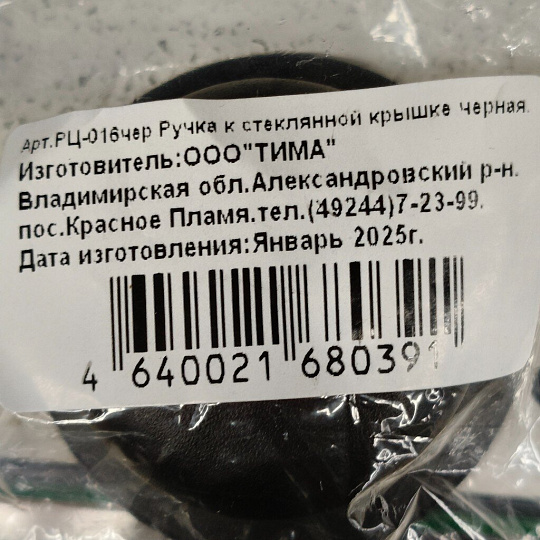 Арт.РЦ-016чер Ручка к стеклянной крышке черная.
Изготовитель:ООО"ТИМА"
Владимирская обл.Александровский р-н.
пос.Красное Пламя.тел.(49244)7-23-99.
Дата изготовления:Январь 2025г.
4 640021 680391